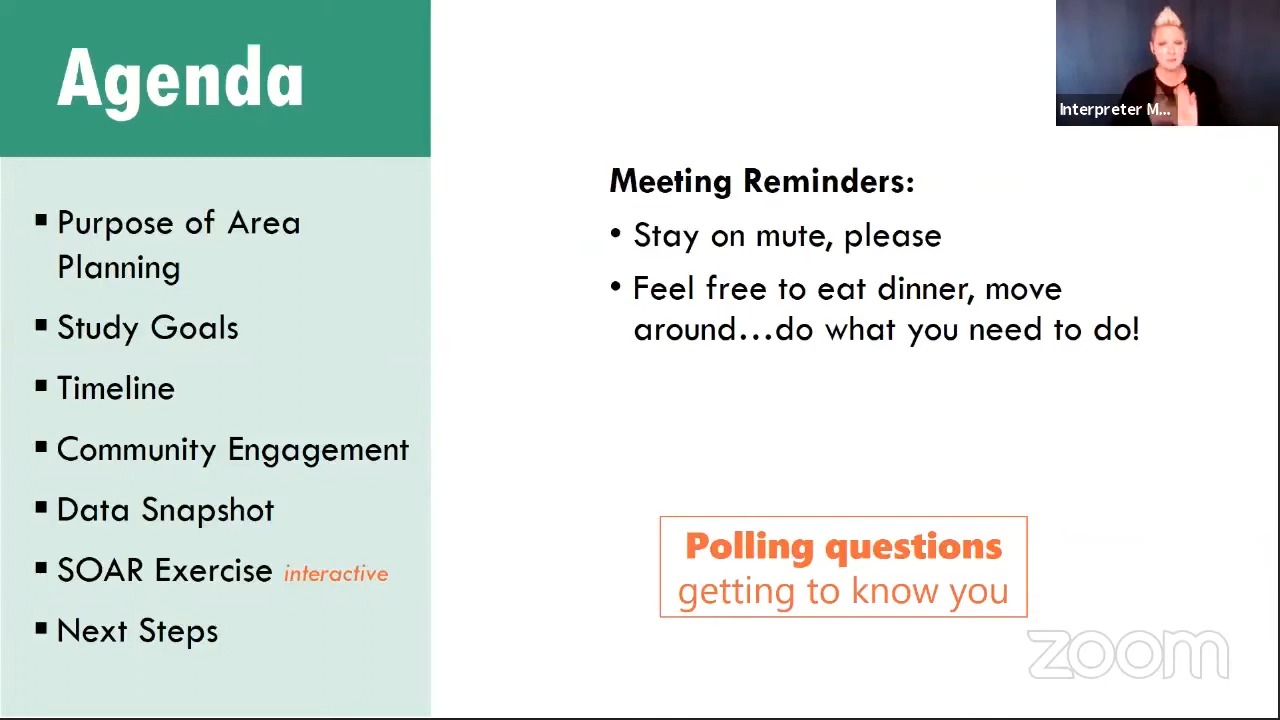 Agenda
▪ Purpose of Area
Planning
▪ Study Goals
▪ Timeline
▪ Community Engagement
▪ Data Snapshot
▪ SOAR Exercise interactive
▪ Next Steps
Interpreter M...
Meeting Reminders:
• Stay on mute, please
• Feel free to eat dinner, move
around...do what you need to do!
Polling questions
getting to know you
zoom